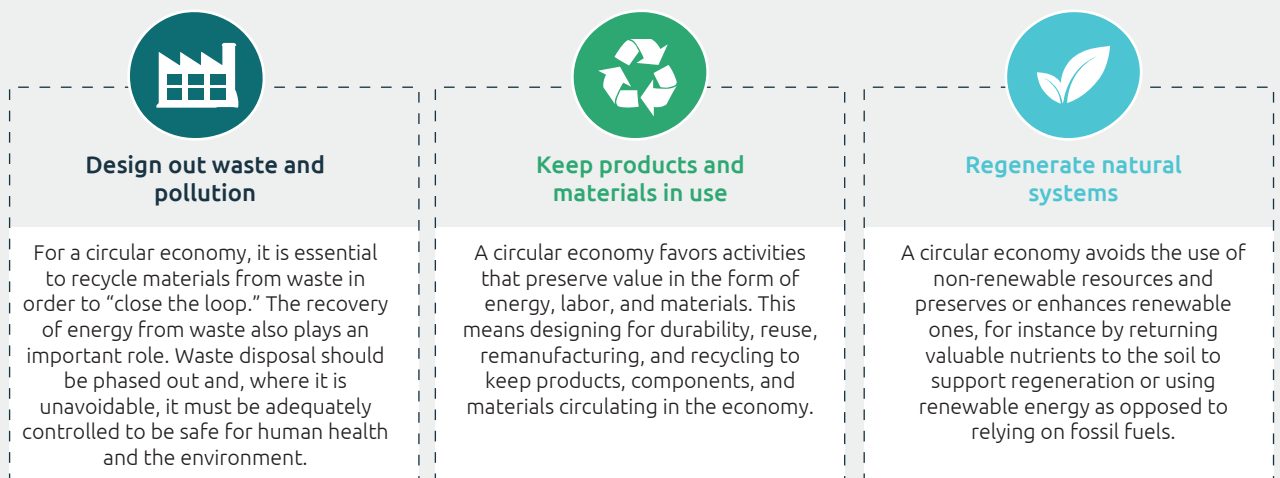 Design out waste and
pollution
For a circular economy, it is essential
to recycle materials from waste in
order to “close the loop.” The recovery
of energy from waste also plays an
important role. Waste disposal should
be phased out and, where it is
unavoidable, it must be adequately
controlled to be safe for human health
and the environment.
Keep products and
materials in use
A circular economy favors activities
that preserve value in the form of
energy, labor, and materials. This
means designing for durability, reuse,
remanufacturing, and recycling to
keep products, components, and
materials circulating in the economy.
Regenerate natural
systems
A circular economy avoids the use of
non-renewable resources and
preserves or enhances renewable
ones, for instance by returning
valuable nutrients to the soil to
support regeneration or using
renewable energy as opposed to
relying on fossil fuels.